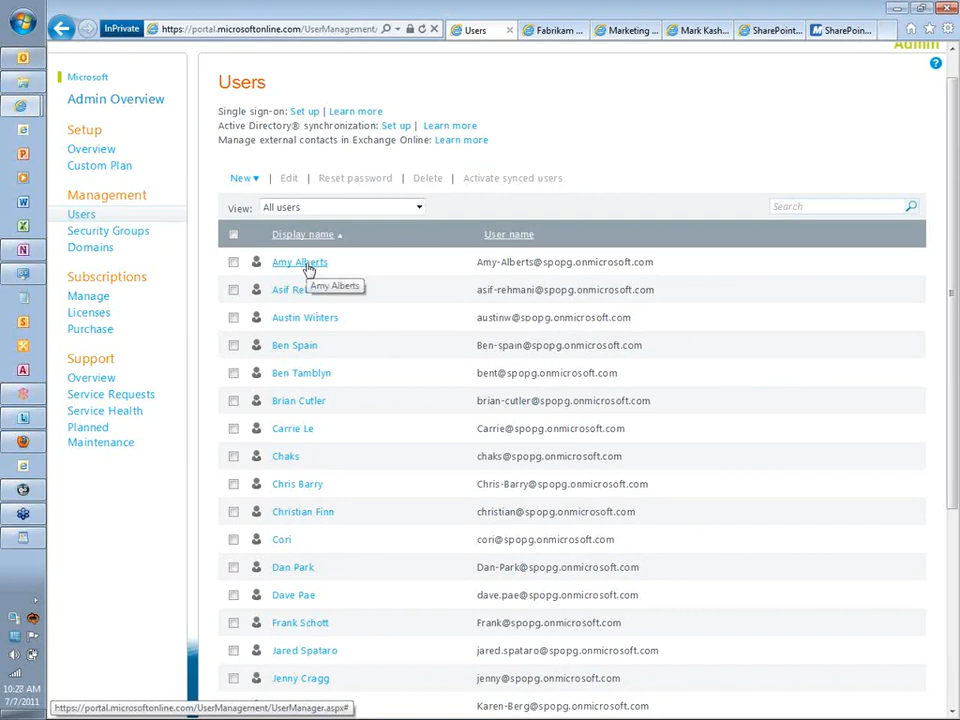 InPrivate
https://portal.microsoftonline.com/UserManagement/
Users
Fabrikam ...
Marketing ...
Mark Kash...
SharePoint...
SharePoin...
Admin
Microsoft
Admin Overview
Setup
Overview
Custom Plan
Management
Users
Security Groups
Domains
Subscriptions
Manage
Licenses
Purchase
Support
Overview
Service Requests
Service Health
Planned
Maintenance
Users
Single sign-on: Set up | Learn more
Active Directory® synchronization: Set up | Learn more
Manage external contacts in Exchange Online: Learn more
New | Edit | Reset password | Delete | Activate synced users
View: All users Search
Display name User name
Amy Alberts Amy-Alberts@spopg.onmicrosoft.com
Amy Alberts
Asif asif-rehmani@spopg.onmicrosoft.com
Austin Winters austinw@spopg.onmicrosoft.com
Ben Spain Ben-spain@spopg.onmicrosoft.com
Ben Tamblyn bent@spopg.onmicrosoft.com
Brian Cutler brian-cutler@spopg.onmicrosoft.com
Carrie Le Carrie@spopg.onmicrosoft.com
Chaks chaks@spopg.onmicrosoft.com
Chris Barry Chris-Barry@spopg.onmicrosoft.com
Christian Finn christian@spopg.onmicrosoft.com
Cori cori@spopg.onmicrosoft.com
Dan Park Dan-Park@spopg.onmicrosoft.com
Dave Pae dave.pae@spopg.onmicrosoft.com
Frank Schott Frank@spopg.onmicrosoft.com
Jared Spataro jared.spataro@spopg.onmicrosoft.com
Jenny Cragg jenny@spopg.onmicrosoft.com
Karen-Berg@spopg.onmicrosoft.com
https://portal.microsoftonline.com/UserManagement/UserManager.aspx#
10:28 AM
7/7/2011